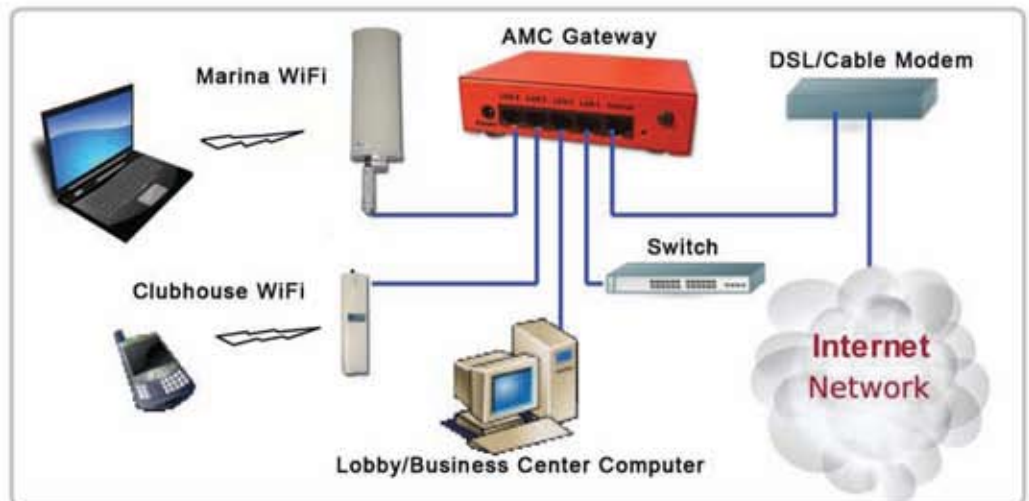 AMC Gateway
Marina WiFi
DSL/Cable Modem
Switch
Clubhouse WiFi
Internet
Network
Lobby/Business Center Computer